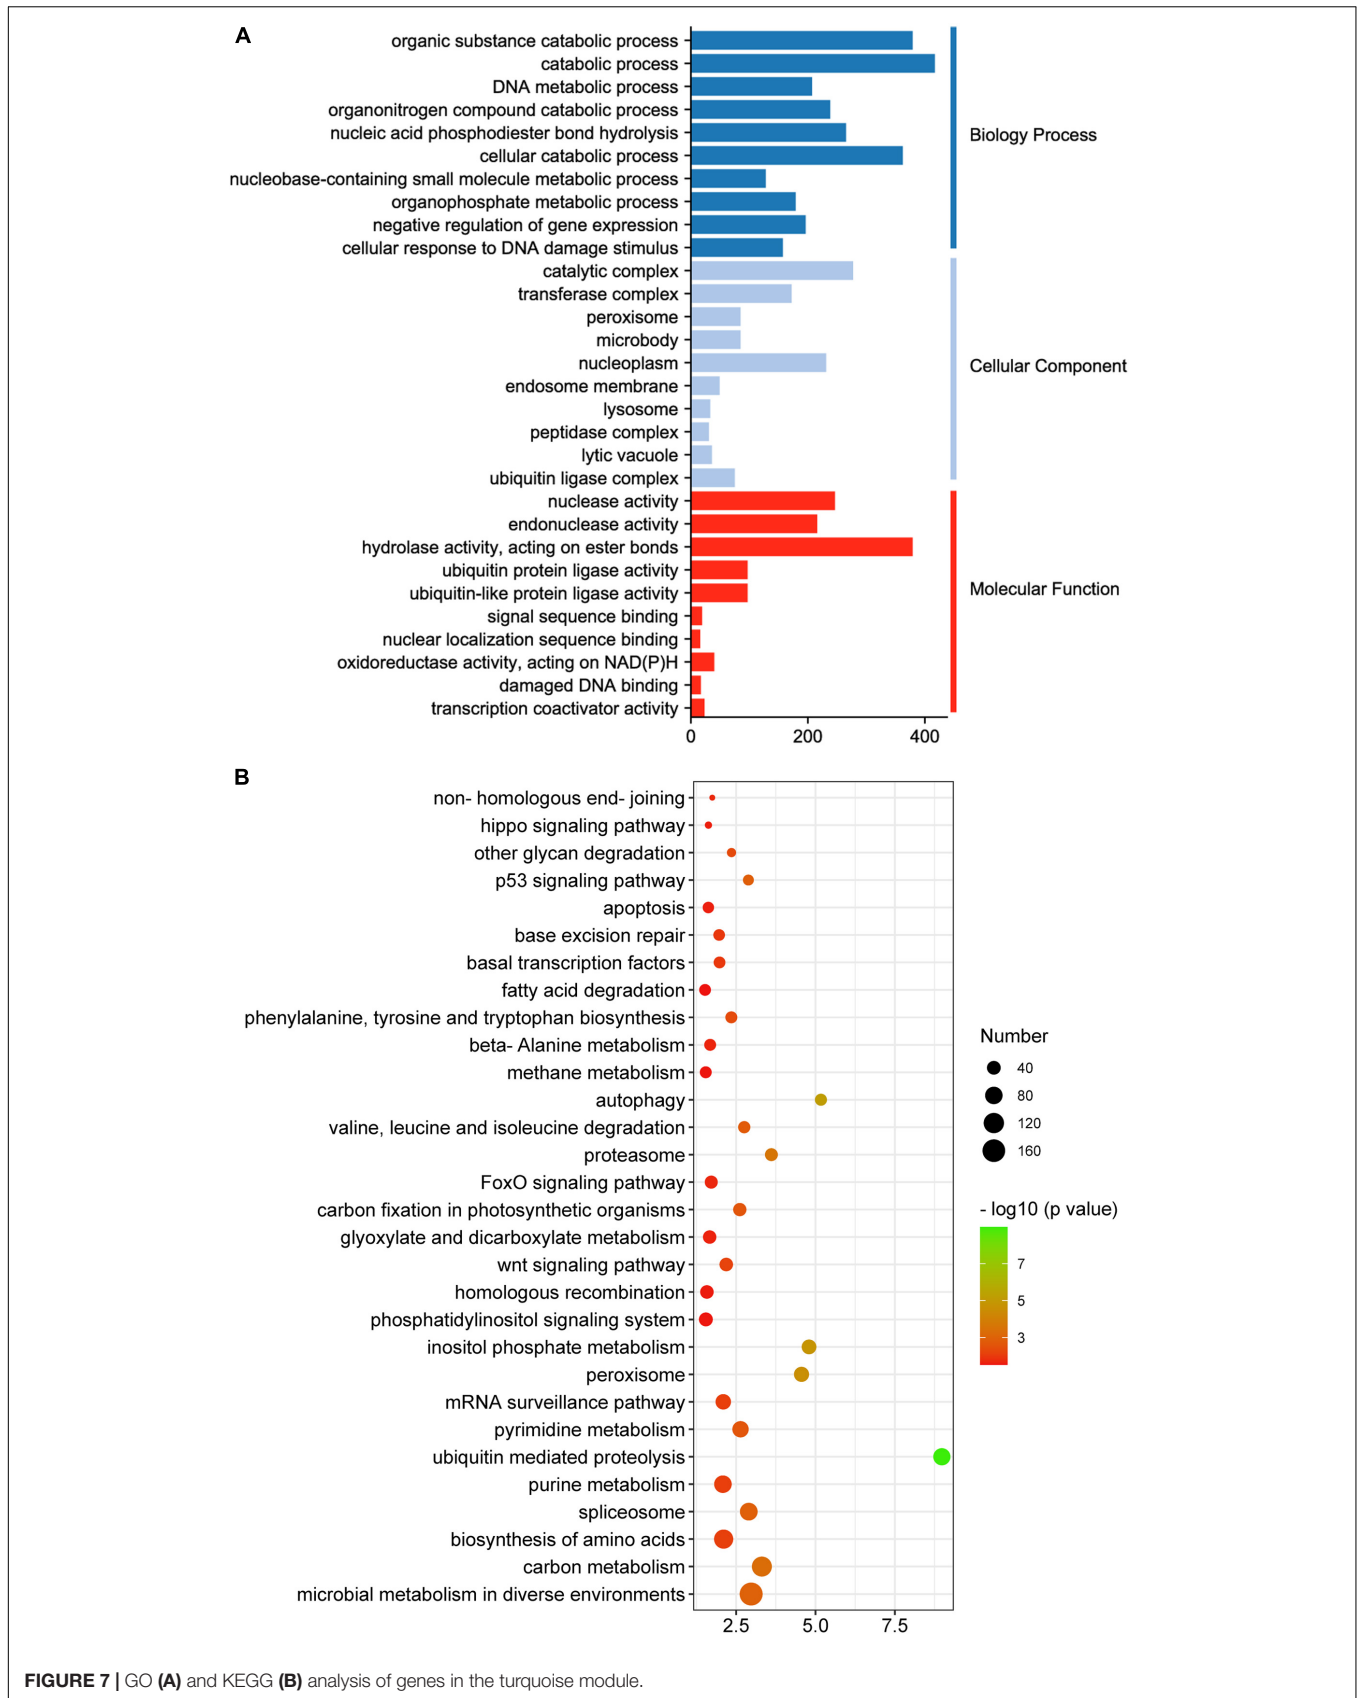 A
organic substance catabolic process
catabolic process
DNA metabolic process
organonitrogen compound catabolic process
nucleic acid phosphodiester bond hydrolysis
cellular catabolic process
nucleobase-containing small molecule metabolic process
organophosphate metabolic process
negative regulation of gene expression
cellular response to DNA damage stimulus
Biology Process
catalytic complex
transferase complex
peroxisome
microbody
nucleoplasm
endosome membrane
lysosome
peptidase complex
lytic vacuole
ubiquitin ligase complex
Cellular Component
nuclease activity
endonuclease activity
hydrolase activity, acting on ester bonds
ubiquitin protein ligase activity
ubiquitin-like protein ligase activity
signal sequence binding
nuclear localization sequence binding
oxidoreductase activity, acting on NAD(P)H
damaged DNA binding
transcription coactivator activity
Molecular Function
0 200 400
B
non- homologous end- joining
hippo signaling pathway
other glycan degradation
p53 signaling pathway
apoptosis
base excision repair
basal transcription factors
fatty acid degradation
phenylalanine, tyrosine and tryptophan biosynthesis
beta- Alanine metabolism
methane metabolism
autophagy
valine, leucine and isoleucine degradation
proteasome
FoxO signaling pathway
carbon fixation in photosynthetic organisms
glyoxylate and dicarboxylate metabolism
wnt signaling pathway
homologous recombination
phosphatidylinositol signaling system
inositol phosphate metabolism
peroxisome
mRNA surveillance pathway
pyrimidine metabolism
ubiquitin mediated proteolysis
purine metabolism
spliceosome
biosynthesis of amino acids
carbon metabolism
microbial metabolism in diverse environments
2.5 5.0 7.5
Number
40
80
120
160
- log10 (p value)
7
5
3
FIGURE 7 | GO (A) and KEGG (B) analysis of genes in the turquoise module.